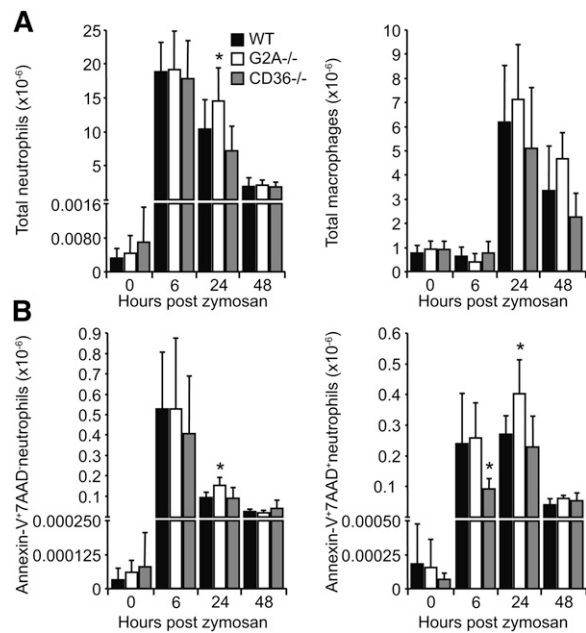 A
WT
G2A-/-
CD36-/-
Total neutrophils (x10-6)
25
20
15
10
5
0.0016
0.0080
0
*
0 6 24 48
Hours post zymosan
Total macrophages (x10-6)
10
9
8
7
6
5
4
3
2
1
0
0 6 24 48
Hours post zymosan
B
Annexin-V+7AAD-neutrophils (x10-6)
0.9
0.8
0.7
0.6
0.5
0.4
0.3
0.2
0.1
0.000250
0.000125
0
*
0 6 24 48
Hours post zymosan
Annexin-V+7AAD+neutrophils (x10-6)
0.6
0.5
0.4
0.3
0.2
0.1
0.00050
0.00025
0
*
*
0 6 24 48
Hours post zymosan